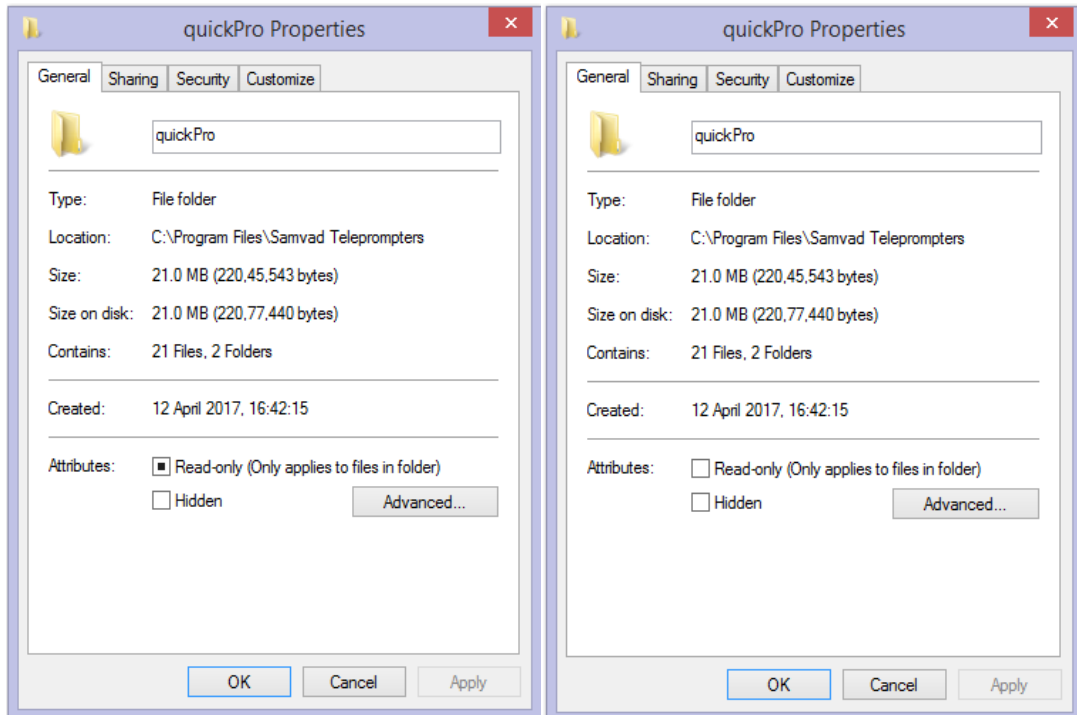 quickPro Properties
General Sharing Security Customize
quickPro
Type: File folder
Location: C:\Program Files\Samvad Teleprompters
Size: 21.0 MB (220,45,543 bytes)
Size on disk: 21.0 MB (220,77,440 bytes)
Contains: 21 Files, 2 Folders
Created: 12 April 2017, 16:42:15
Attributes: Read-only (Only applies to files in folder)
Hidden Advanced...
OK Cancel Apply
quickPro Properties
General Sharing Security Customize
quickPro
Type: File folder
Location: C:\Program Files\Samvad Teleprompters
Size: 21.0 MB (220,45,543 bytes)
Size on disk: 21.0 MB (220,77,440 bytes)
Contains: 21 Files, 2 Folders
Created: 12 April 2017, 16:42:15
Attributes: Read-only (Only applies to files in folder)
Hidden Advanced...
OK Cancel Apply